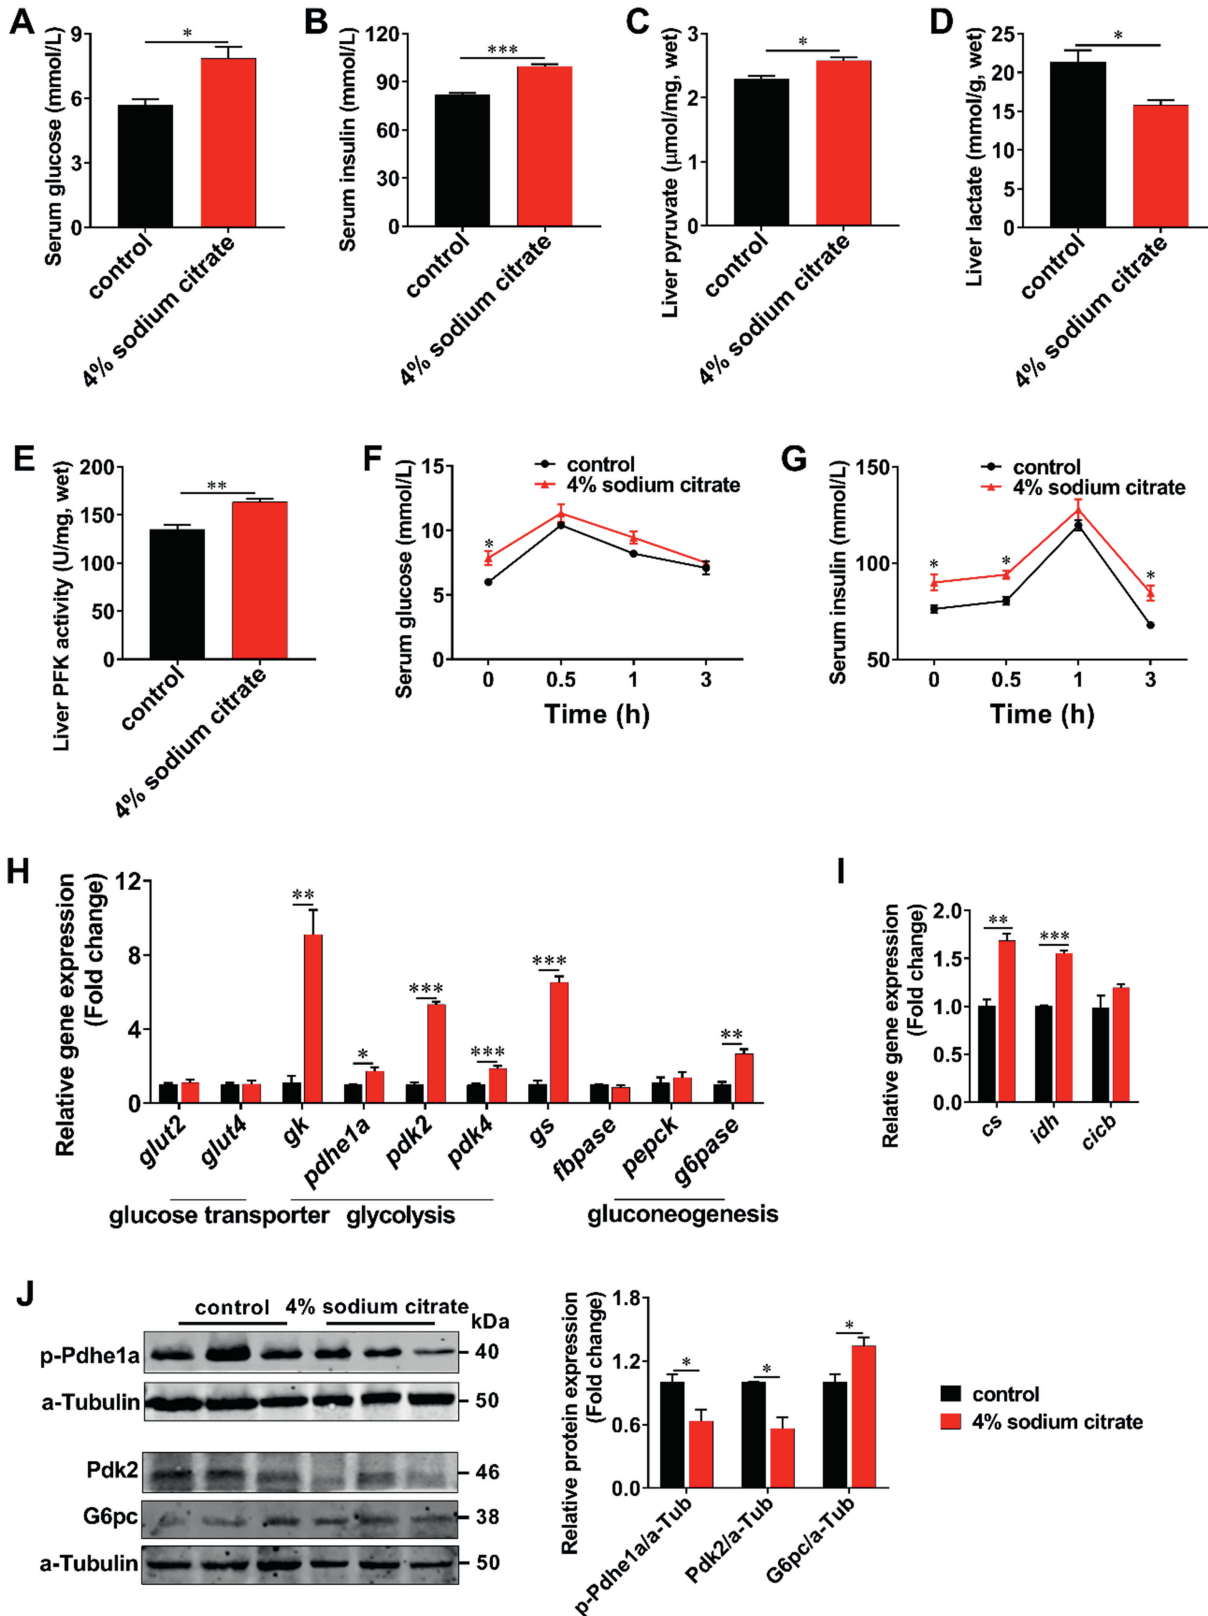 A
Serum glucose (mmol/L)
9
6
3
0
*
control
4% sodium citrate
B
Serum insulin (mmol/L)
120
90
60
30
0
***
control
4% sodium citrate
C
Liver pyruvate (μmol/mg, wet)
3
2
1
0
*
control
4% sodium citrate
D
Liver lactate (mmol/g, wet)
25
20
15
10
5
0
*
control
4% sodium citrate
E
Liver PFK activity (U/mg, wet)
200
150
100
50
0
**
control
4% sodium citrate
F
Serum glucose (mmol/L)
15
10
5
0
control
4% sodium citrate
*
0 0.5 1 3
Time (h)
G
Serum insulin (mmol/L)
150
100
50
control
4% sodium citrate
* * *
0 0.5 1 3
Time (h)
H
Relative gene expression
(Fold change)
12
8
4
0
** * *** *** *** **
glut2 glut4 gk pdhe1a pdk2 pdk4 gs fbpase pepck g6pase
glucose transporter glycolysis gluconeogenesis
I
Relative gene expression
(Fold change)
2.0
1.5
1.0
0.5
0.0
** ***
cs idh cicb
J
control 4% sodium citrate
kDa
p-Pdhe1a 40
a-Tubulin 50
Pdk2 46
G6pc 38
a-Tubulin 50
Relative protein expression
(Fold change)
1.8
1.2
0.6
0.0
* * *
p-Pdhe1a/a-Tub Pdk2/a-Tub G6pc/a-Tub
control
4% sodium citrate